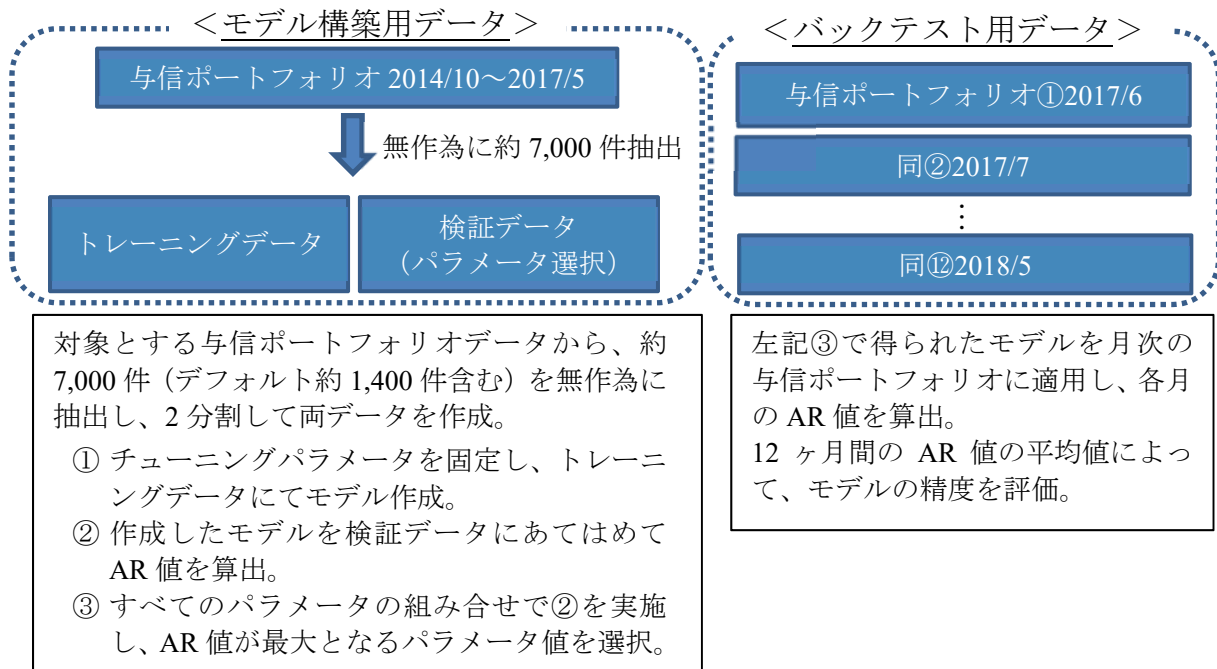 ＜モデル構築用データ＞
与信ポートフォリオ 2014/10～2017/5
無作為に約 7,000 件抽出
トレーニングデータ
検証データ
（パラメータ選択）
対象とする与信ポートフォリオデータから、約
7,000 件（デフォルト約 1,400 件含む）を無作為に
抽出し、2 分割して両データを作成。
① チューニングパラメータを固定し、トレーニ
ングデータにてモデル作成。
② 作成したモデルを検証データにあてはめて
AR 値を算出。
③ すべてのパラメータの組み合せで②を実施
し、AR 値が最大となるパラメータ値を選択。
＜バックテスト用データ＞
与信ポートフォリオ①2017/6
同②2017/7
⋮
同⑫2018/5
左記③で得られたモデルを月次の
与信ポートフォリオに適用し、各月
の AR 値を算出。
12 ヶ月間の AR 値の平均値によっ
て、モデルの精度を評価。